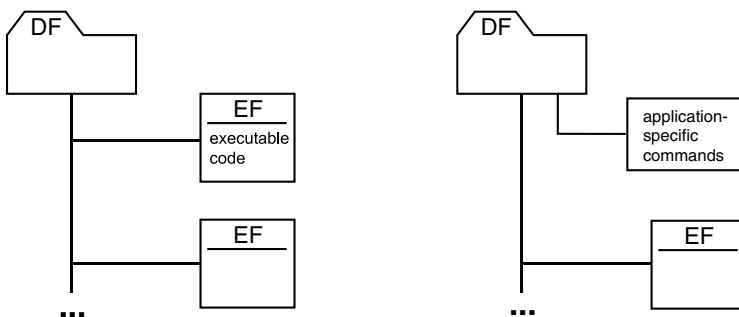 DF
EF
executable
code
EF
...
DF
application-
specific
commands
EF
...